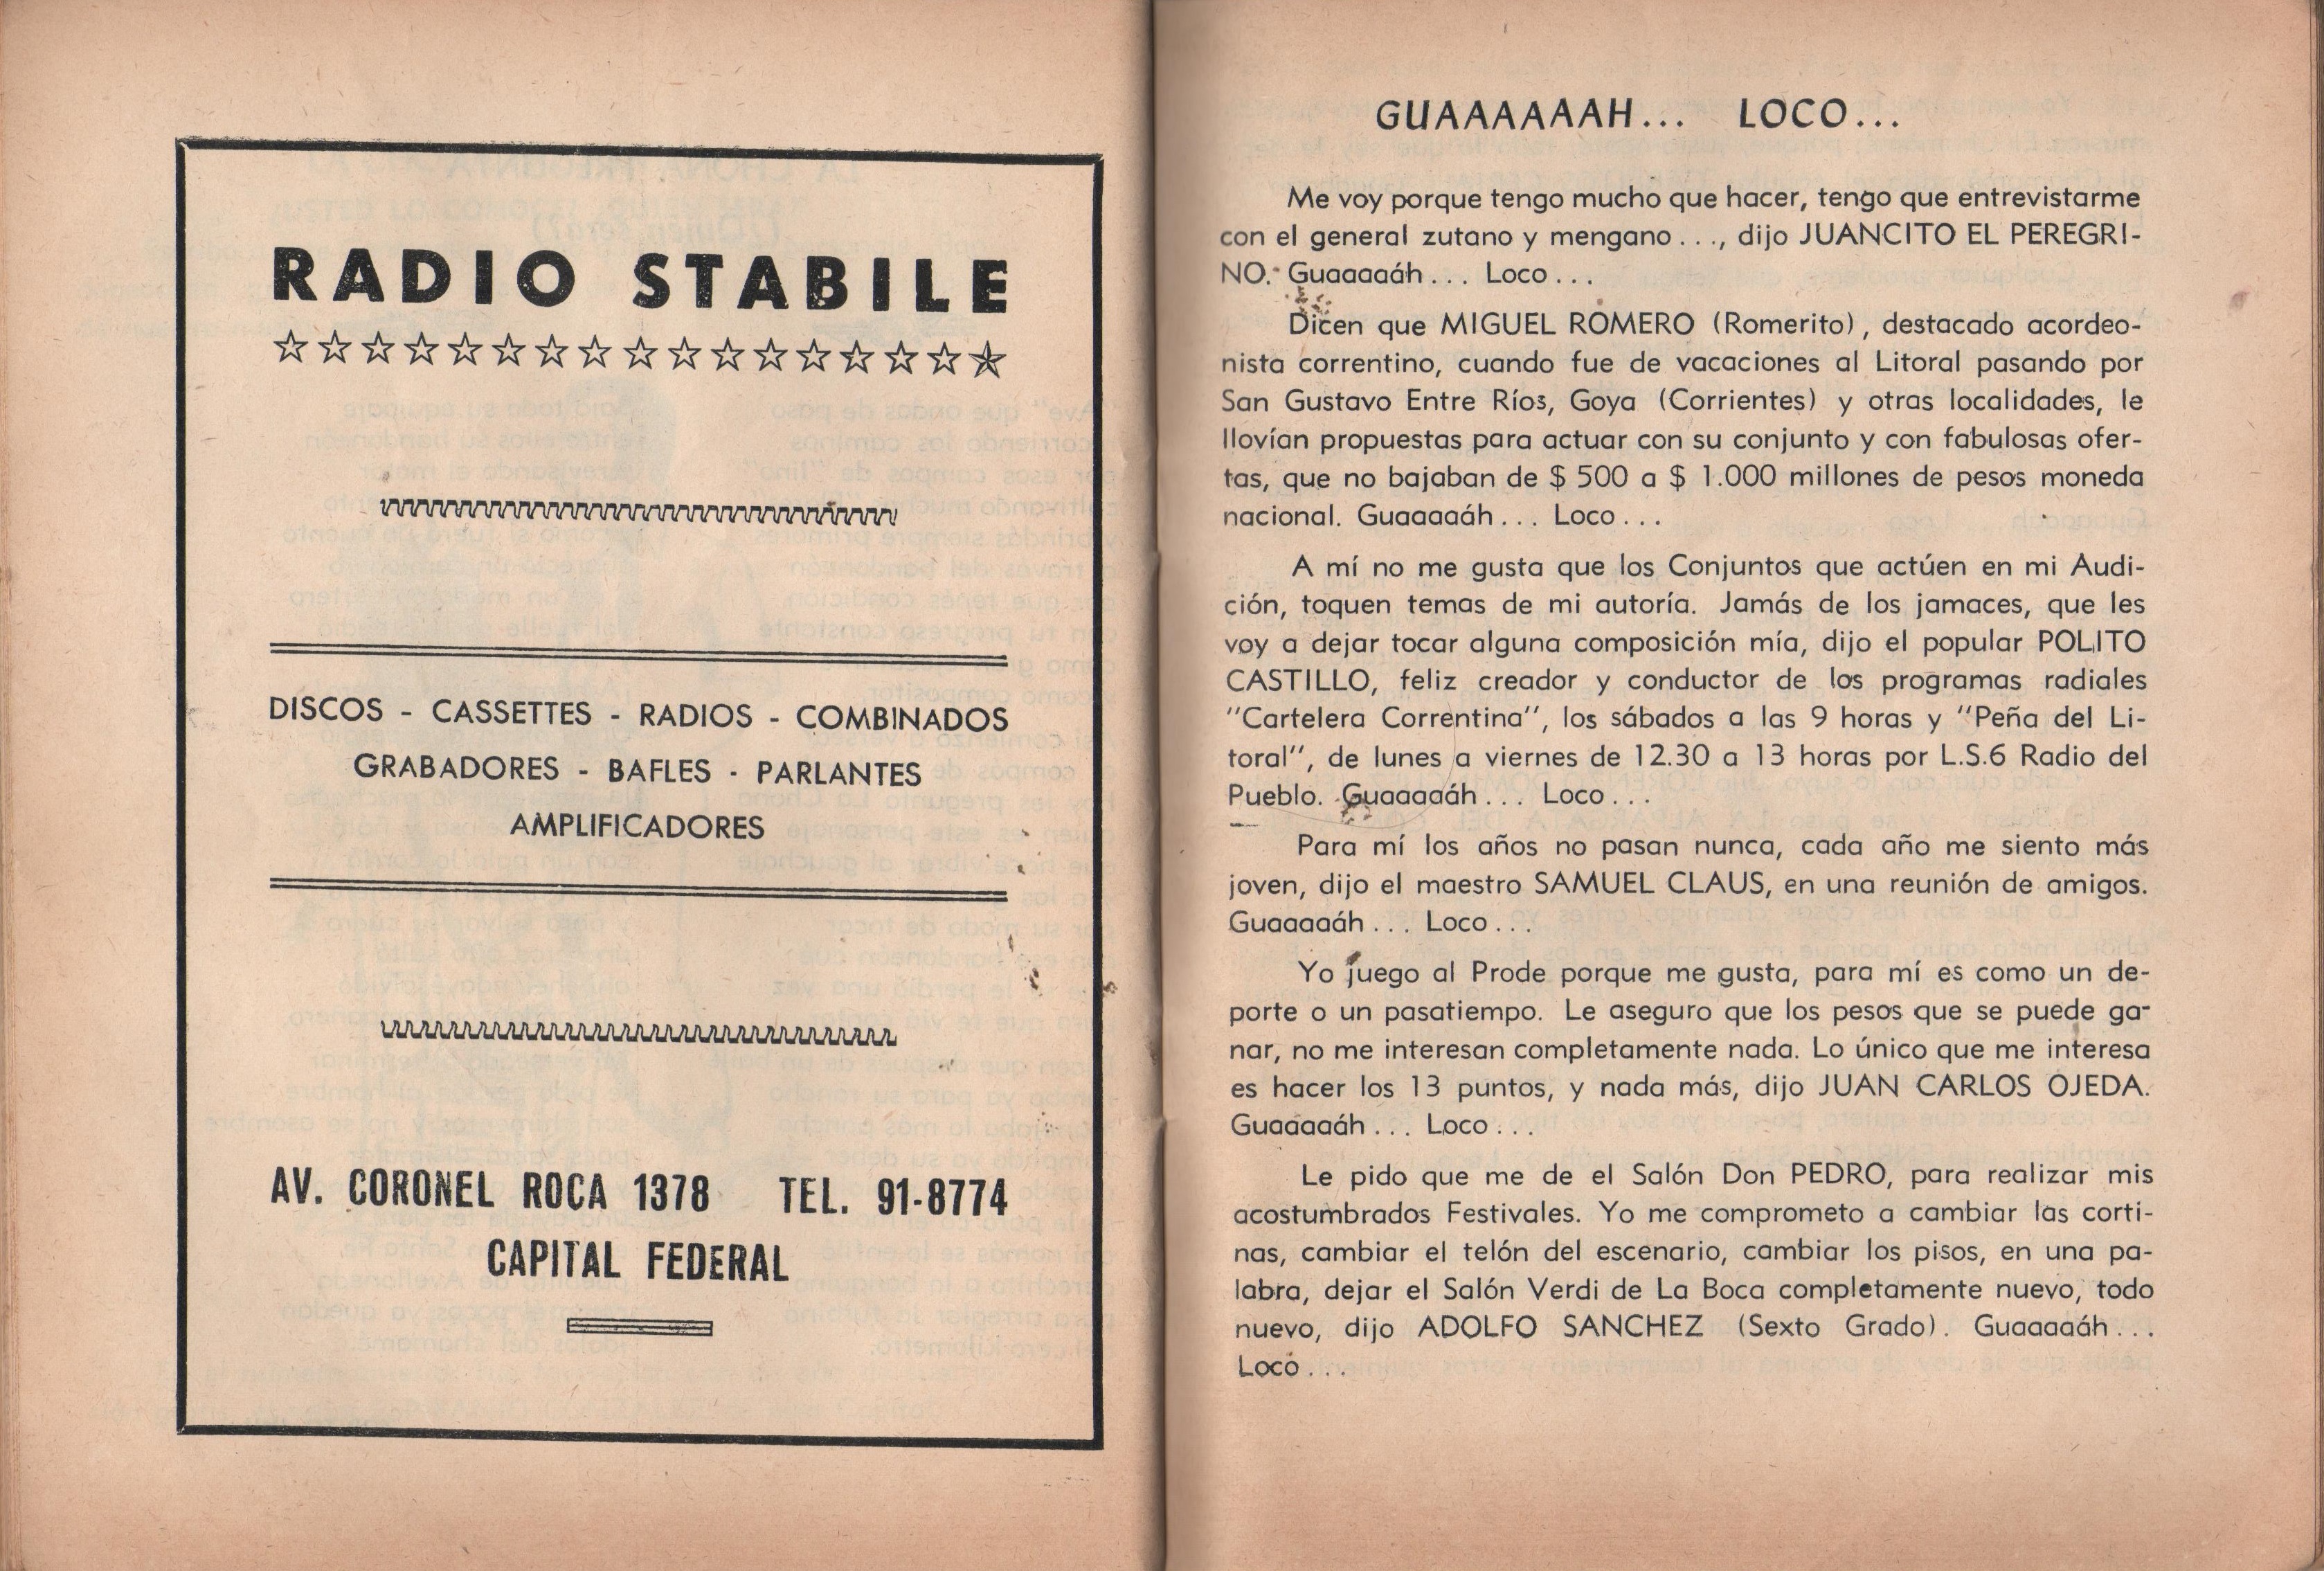 RADIO STABILE
DISCOS - CASSETTES - RADIOS - COMBINADOS
GRABADORES - BAFLES - PARLANTES
AMPLIFICADORES
AV. CORONEL ROCA 1378 TEL. 91-8774
CAPITAL FEDERAL
GUAAAAAAH... LOCO...
Me voy porque tengo mucho que hacer, tengo que entrevistarme
con el general zutano y mengano . . ., dijo JUANCITO EL PEREGRI-
NO. Guaaaaáh . . . Loco . . .
Dicen que MIGUEL ROMERO (Romerito), destacado acordeo-
nista correntino, cuando fue de vacaciones al Litoral pasando por
San Gustavo Entre Ríos, Goya (Corrientes) y otras localidades, le
llovían propuestas para actuar con su conjunto y con fabulosas ofer-
tas, que no bajaban de $ 500 a $ 1.000 millones de pesos moneda
nacional. Guaaaaáh . . . Loco . . .
A mí no me gusta que los Conjuntos que actúen en mi Audi-
ción, toquen temas de mi autoría. Jamás de los jamaces, que les
voy a dejar tocar alguna composición mía, dijo el popular POLITO
CASTILLO, feliz creador y conductor de los programas radiales
"Cartelera Correntina", los sábados a las 9 horas y "Peña del Li-
toral", de lunes a viernes de 12.30 a 13 horas por L.S.6 Radio del
Pueblo. Guaaaaáh . . . Loco . . .
Para mí los años no pasan nunca, cada año me siento más
joven, dijo el maestro SAMUEL CLAUS, en una reunión de amigos.
Guaaaaáh . . . Loco . . .
Yo juego al Prode porque me gusta, para mí es como un de-
porte o un pasatiempo. Le aseguro que los pesos que se puede ga-
nar, no me interesan completamente nada. Lo único que me interesa
es hacer los 13 puntos, y nada más, dijo JUAN CARLOS OJEDA.
Guaaaaáh . . . Loco . . .
Le pido que me de el Salón Don PEDRO, para realizar mis
acostumbrados Festivales. Yo me comprometo a cambiar las corti-
nas, cambiar el telón del escenario, cambiar los pisos, en una pa-
labra, dejar el Salón Verdi de La Boca completamente nuevo, todo
nuevo, dijo ADOLFO SANCHEZ (Sexto Grado). Guaaaaáh . . .
Loco . . .